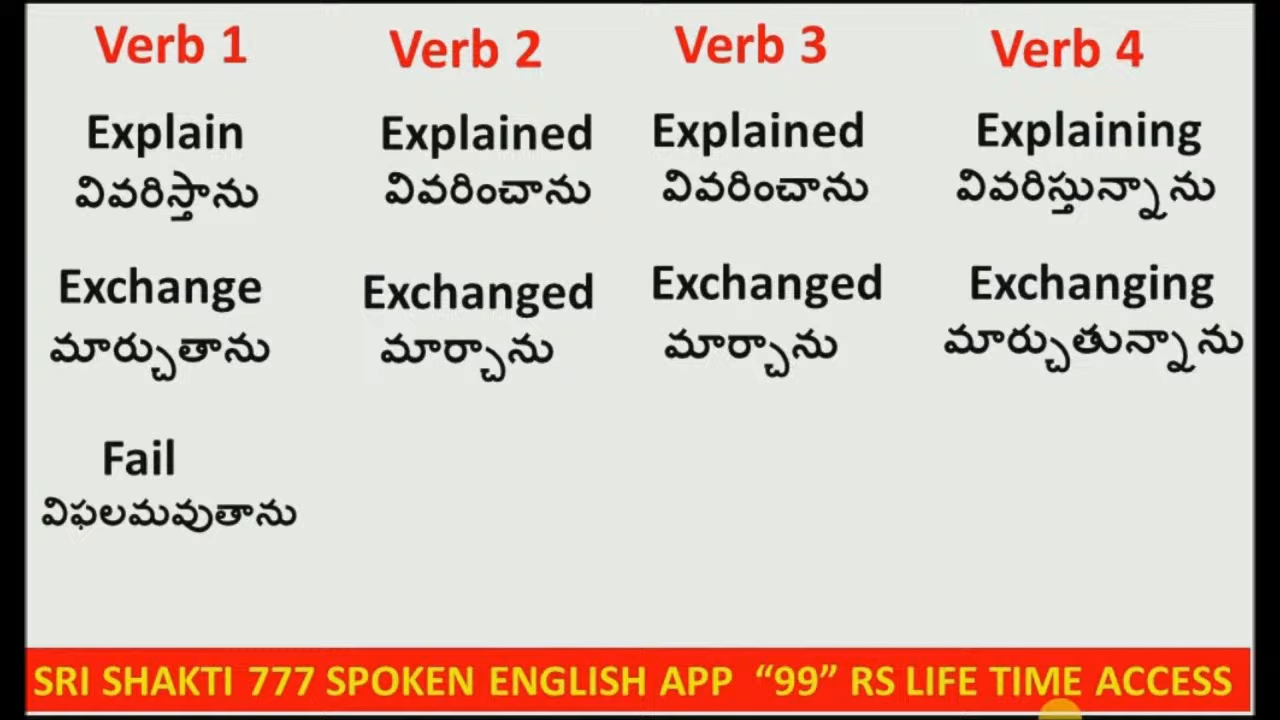 Verb 1 Verb 2 Verb 3 Verb 4
Explain Explained Explained Explaining
వివరిస్తాను వివరించాను వివరించాను వివరిస్తున్నాను
Exchange Exchanged Exchanged Exchanging
మార్చుతాను మార్చాను మార్చాను మార్చుతున్నాను
Fail
విఫలమవుతాను
SRI SHAKTI 777 SPOKEN ENGLISH APP “99” RS LIFE TIME ACCESS